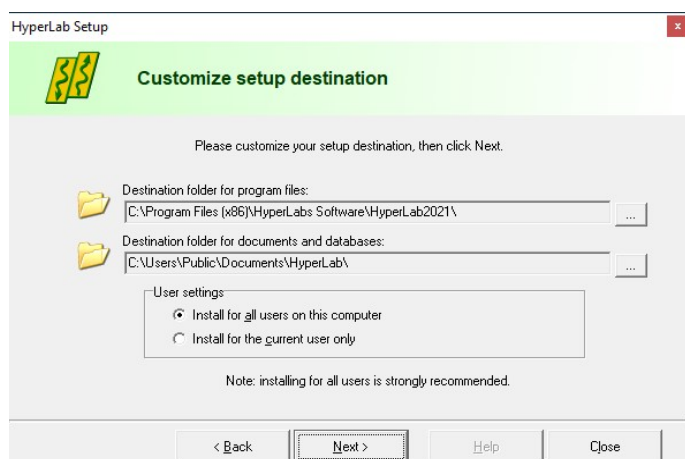 HyperLab Setup
x
Customize setup destination
Please customize your setup destination, then click Next.
Destination folder for program files:
C:\Program Files (x86)\HyperLabs Software\HyperLab2021\
...
Destination folder for documents and databases:
C:\Users\Public\Documents\HyperLab\
...
User settings
Install for all users on this computer
Install for the current user only
Note: installing for all users is strongly recommended.
< Back
Next >
Help
Close